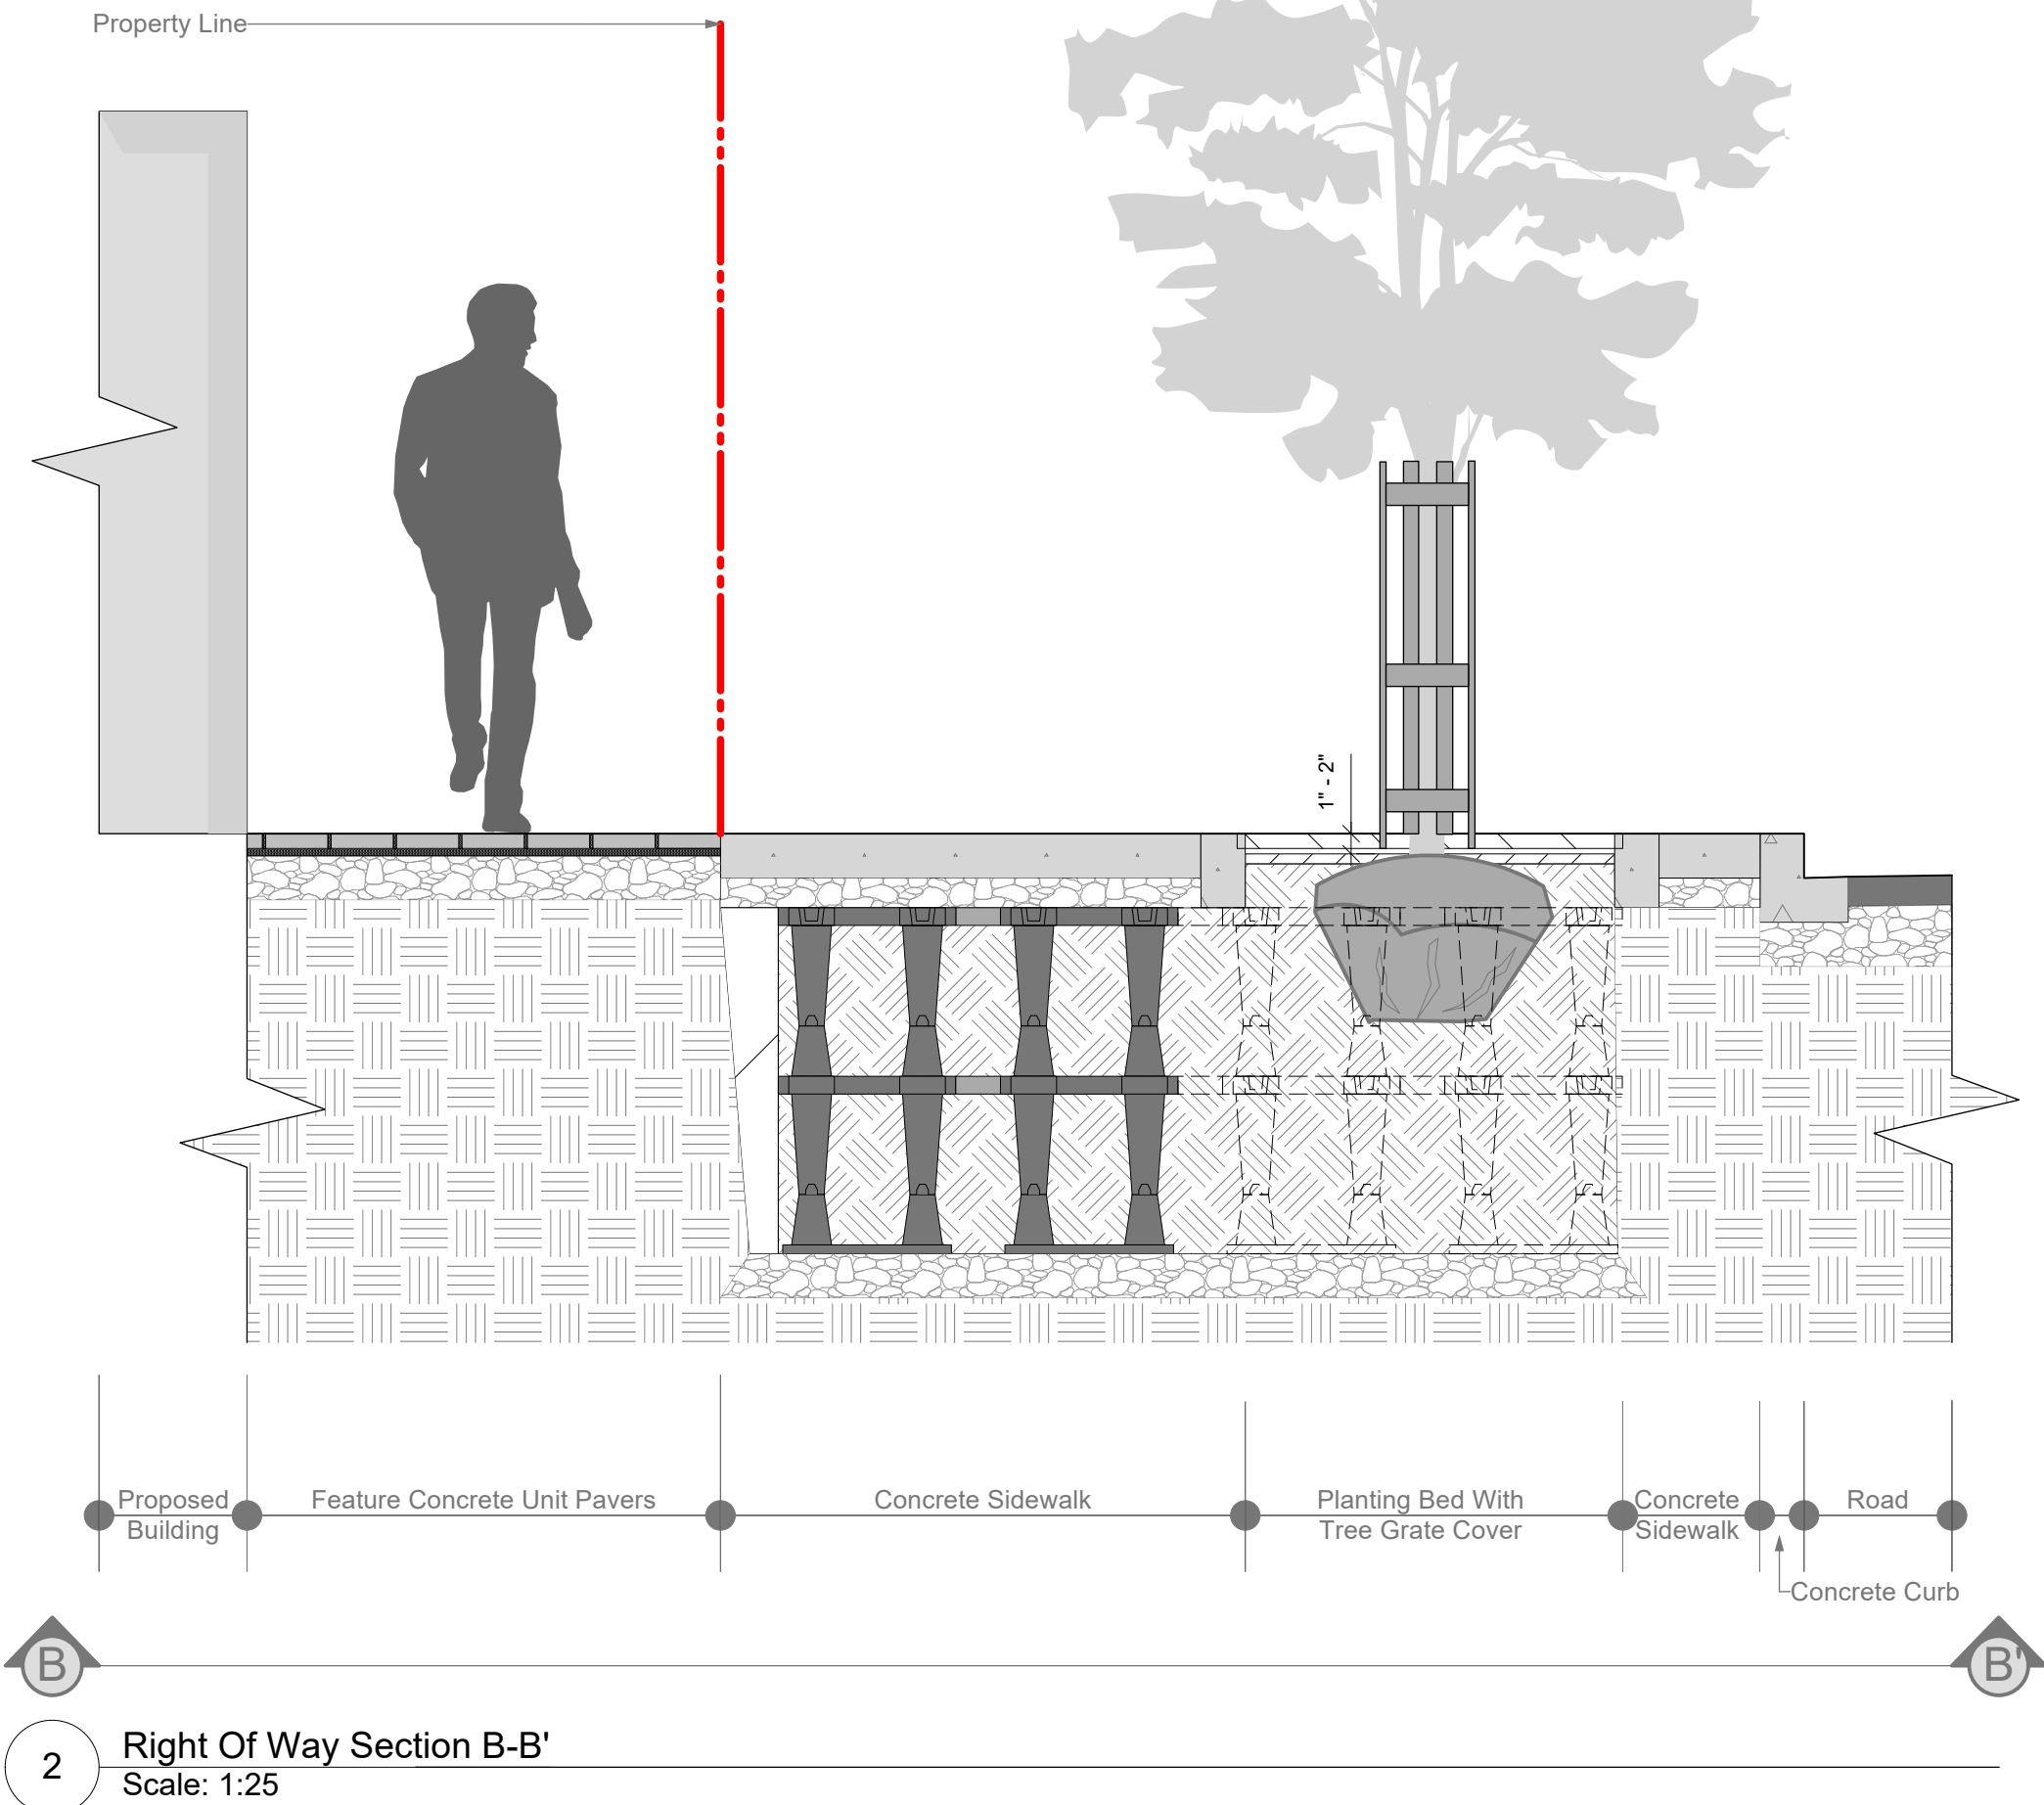 Property Line
1" - 2"
Proposed
Building
Feature Concrete Unit Pavers
Concrete Sidewalk
Planting Bed With
Tree Grate Cover
Concrete
Sidewalk
Road
Concrete Curb
B
B'
2
Right Of Way Section B-B'
Scale: 1:25